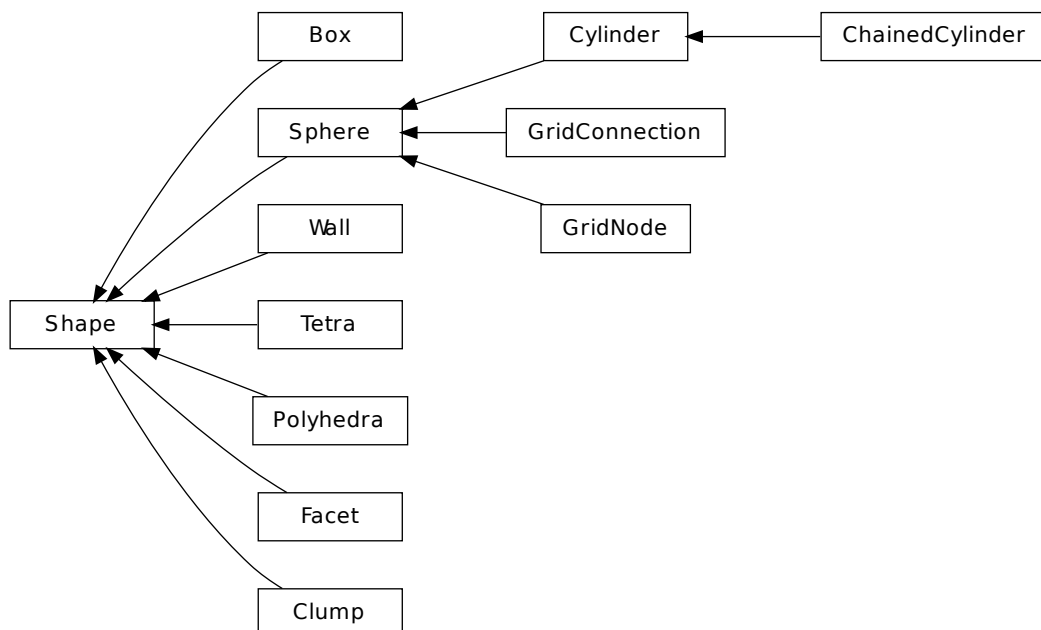 Box
Cylinder
ChainedCylinder
Sphere
GridConnection
Wall
GridNode
Shape
Tetra
Polyhedra
Facet
Clump